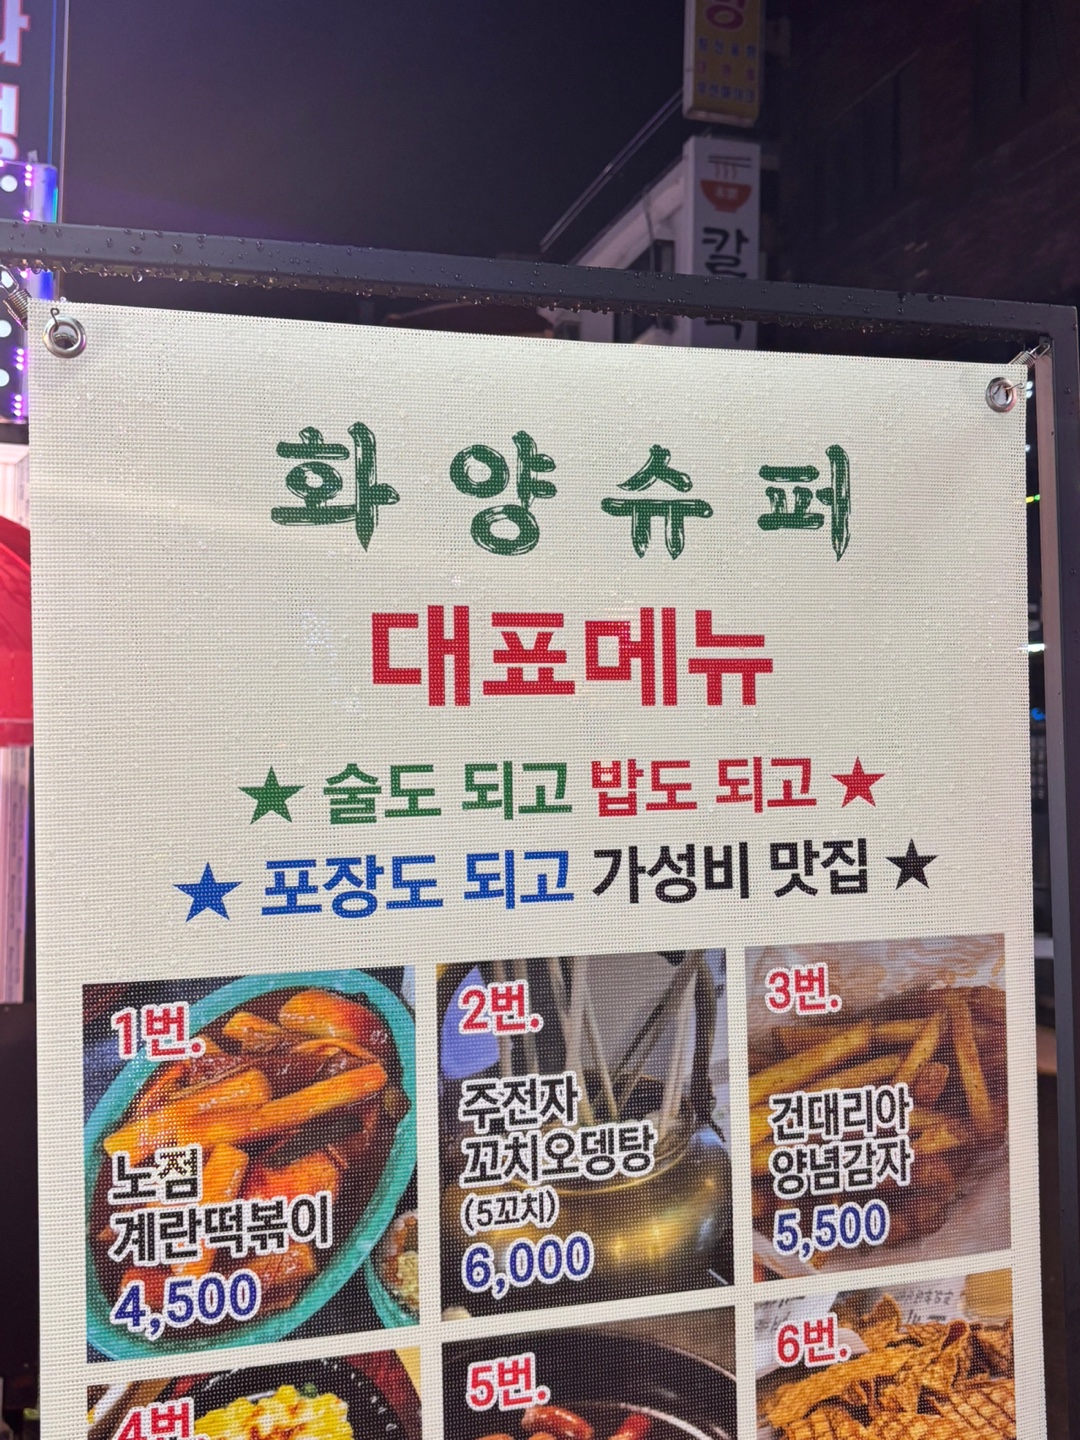 칼
화양슈퍼
대표메뉴
★ 술도 되고 밥도 되고 ★
★ 포장도 되고 가성비 맛집 ★
1번.
노점
계란떡볶이
4,500
2번.
주전자
꼬치오뎅탕
(5꼬치)
6,000
3번.
건대리아
양념감자
5,500
4번.
5번.
6번.